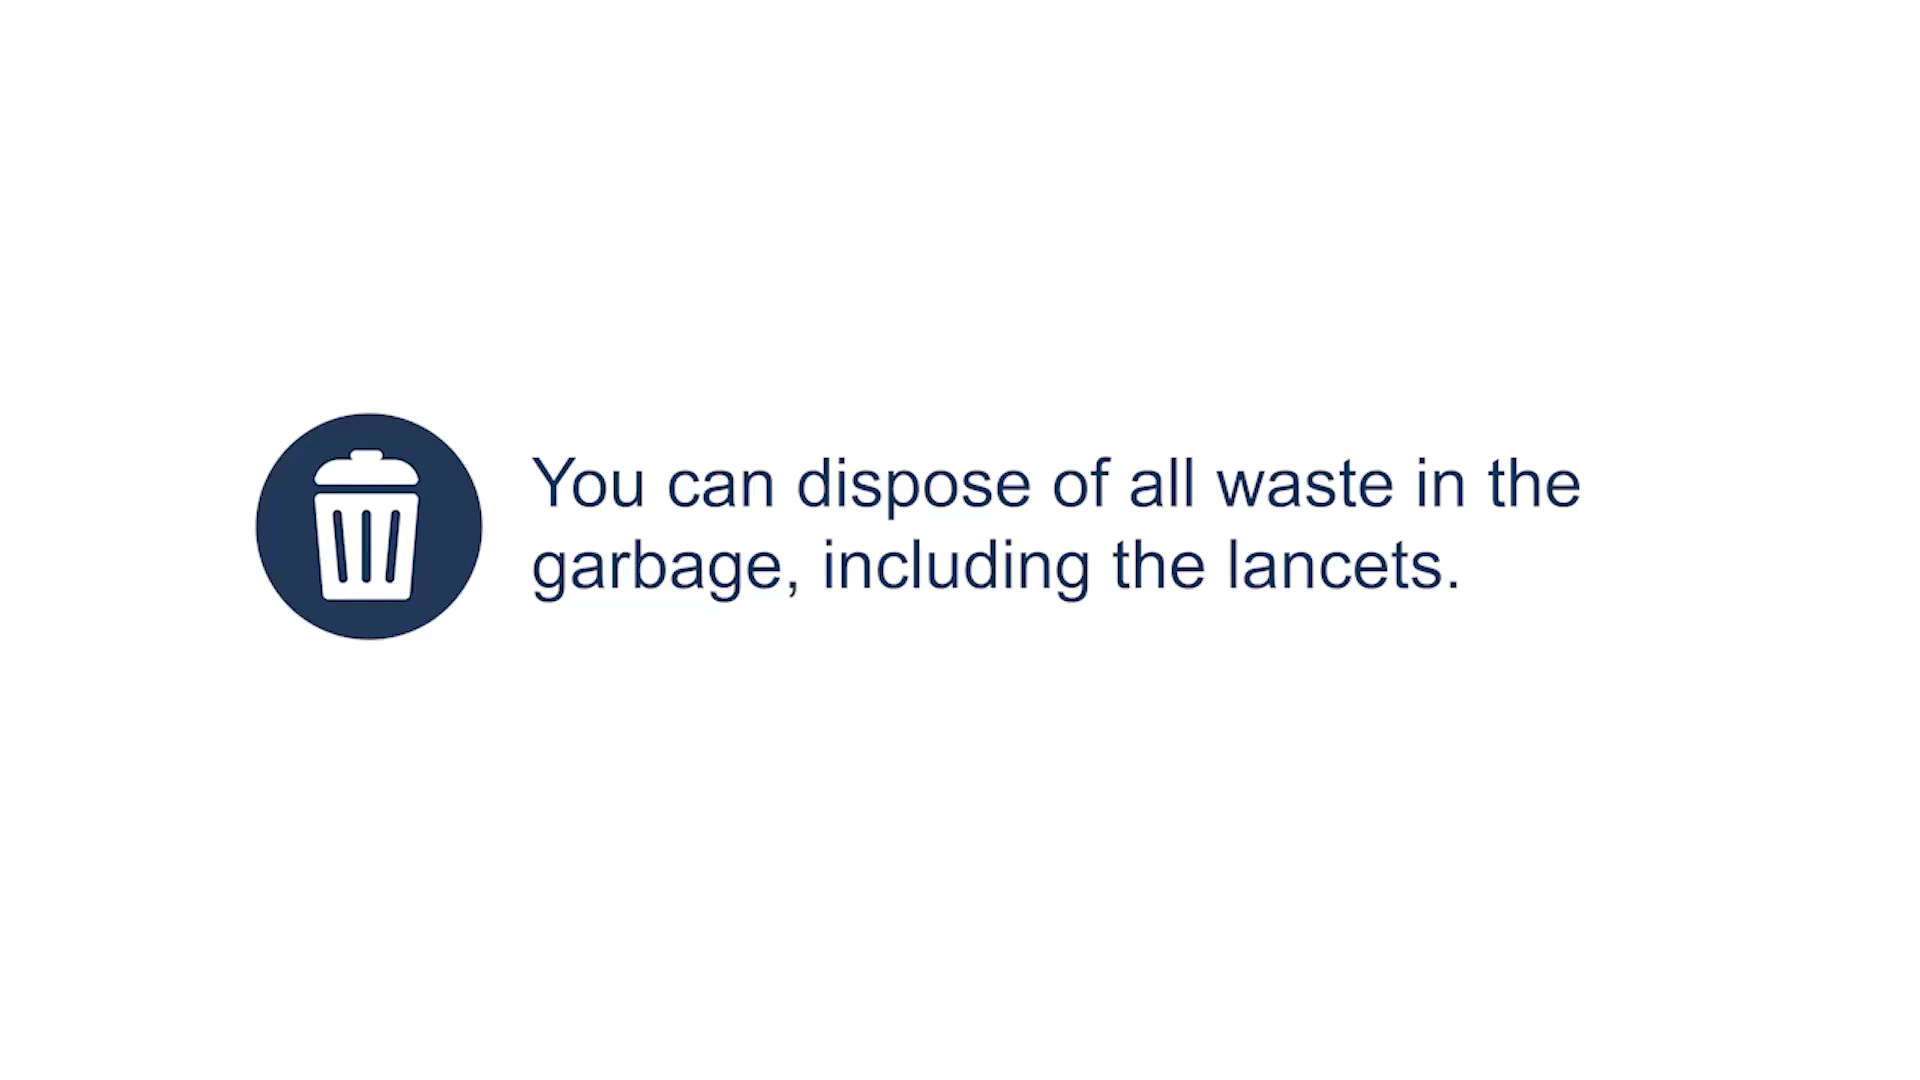 You can dispose of all waste in the
garbage, including the lancets.